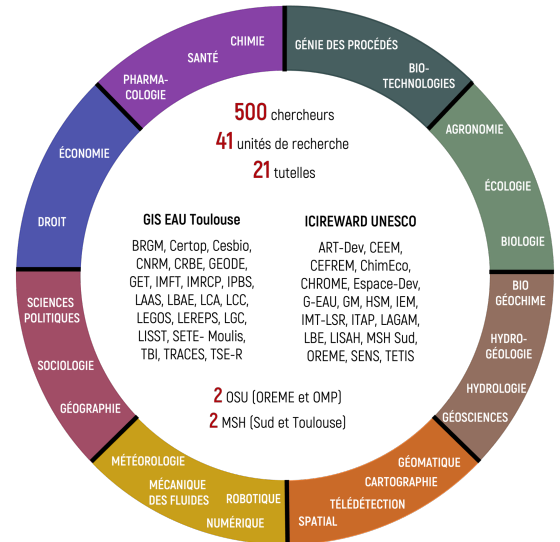 CHIMIE
SANTÉ
PHARMA-
COLOGIE
GÉNIE DES PROCÉDÉS
BIO-
TECHNOLOGIES
AGRONOMIE
ÉCOLOGIE
BIOLOGIE
ÉCONOMIE
DROIT
500 chercheurs
41 unités de recherche
21 tutelles
GIS EAU Toulouse
BRGM, Certop, Cesbio,
CNRM, CRBE, GEODE,
GET, IMFT, IMRCP, IPBS,
LAAS, LBAE, LCA, LCC,
LEGOS, LEREPS, LGC,
LISST, SETE- Moulis,
TBI, TRACES, TSE-R
ICIREWARD UNESCO
ART-Dev, CEEM,
CEFREM, ChimEco,
CHROME, Espace-Dev,
G-EAU, GM, HSM, IEM,
IMT-LSR, ITAP, LAGAM,
LBE, LISAH, MSH Sud,
OREME, SENS, TETIS
2 OSU (OREME et OMP)
2 MSH (Sud et Toulouse)
SCIENCES
POLITIQUES
SOCIOLOGIE
GÉOGRAPHIE
BIO
GÉOCHIME
HYDRO-
GÉOLOGIE
HYDROLOGIE
GÉOSCIENCES
MÉTÉOROLOGIE
MÉCANIQUE
DES FLUIDES
ROBOTIQUE
NUMÉRIQUE
GÉOMATIQUE
CARTOGRAPHIE
TÉLÉDÉTECTION
SPATIAL